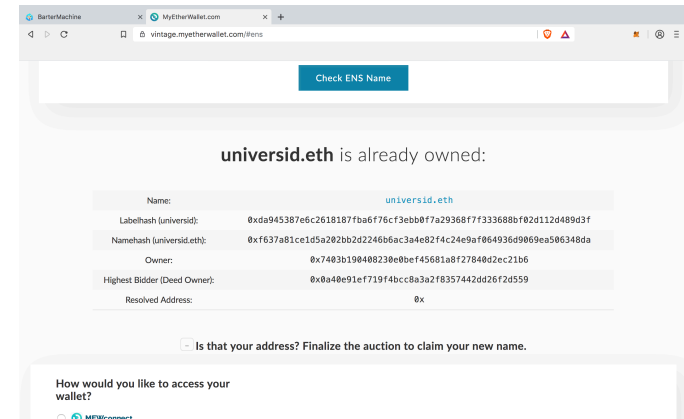 BarterMachine
MyEtherWallet.com
vintage.myetherwallet.com/#ens
Check ENS Name
universid.eth is already owned:
Name: universid.eth
Labelhash (universid): 0xda945387e6c2618187fba6f76cf3ebb0f7a29368f7f333688bf02d112d489d3f
Namehash (universid.eth): 0xf637a81ce1d5a202bb2d2246b6ac3a4e82f4c24e9af064936d9069ea506348da
Owner: 0x7403b190408230e0bef45681a8f27840d2ec21b6
Highest Bidder (Deed Owner): 0x0a40e91ef719f4bcc8a3a2f8357442dd26f2d559
Resolved Address: 0x
- Is that your address? Finalize the auction to claim your new name.
How would you like to access your
wallet?
MEWconnect